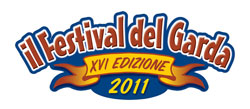 il Festival del Garda
XVI EDIZIONE
2011